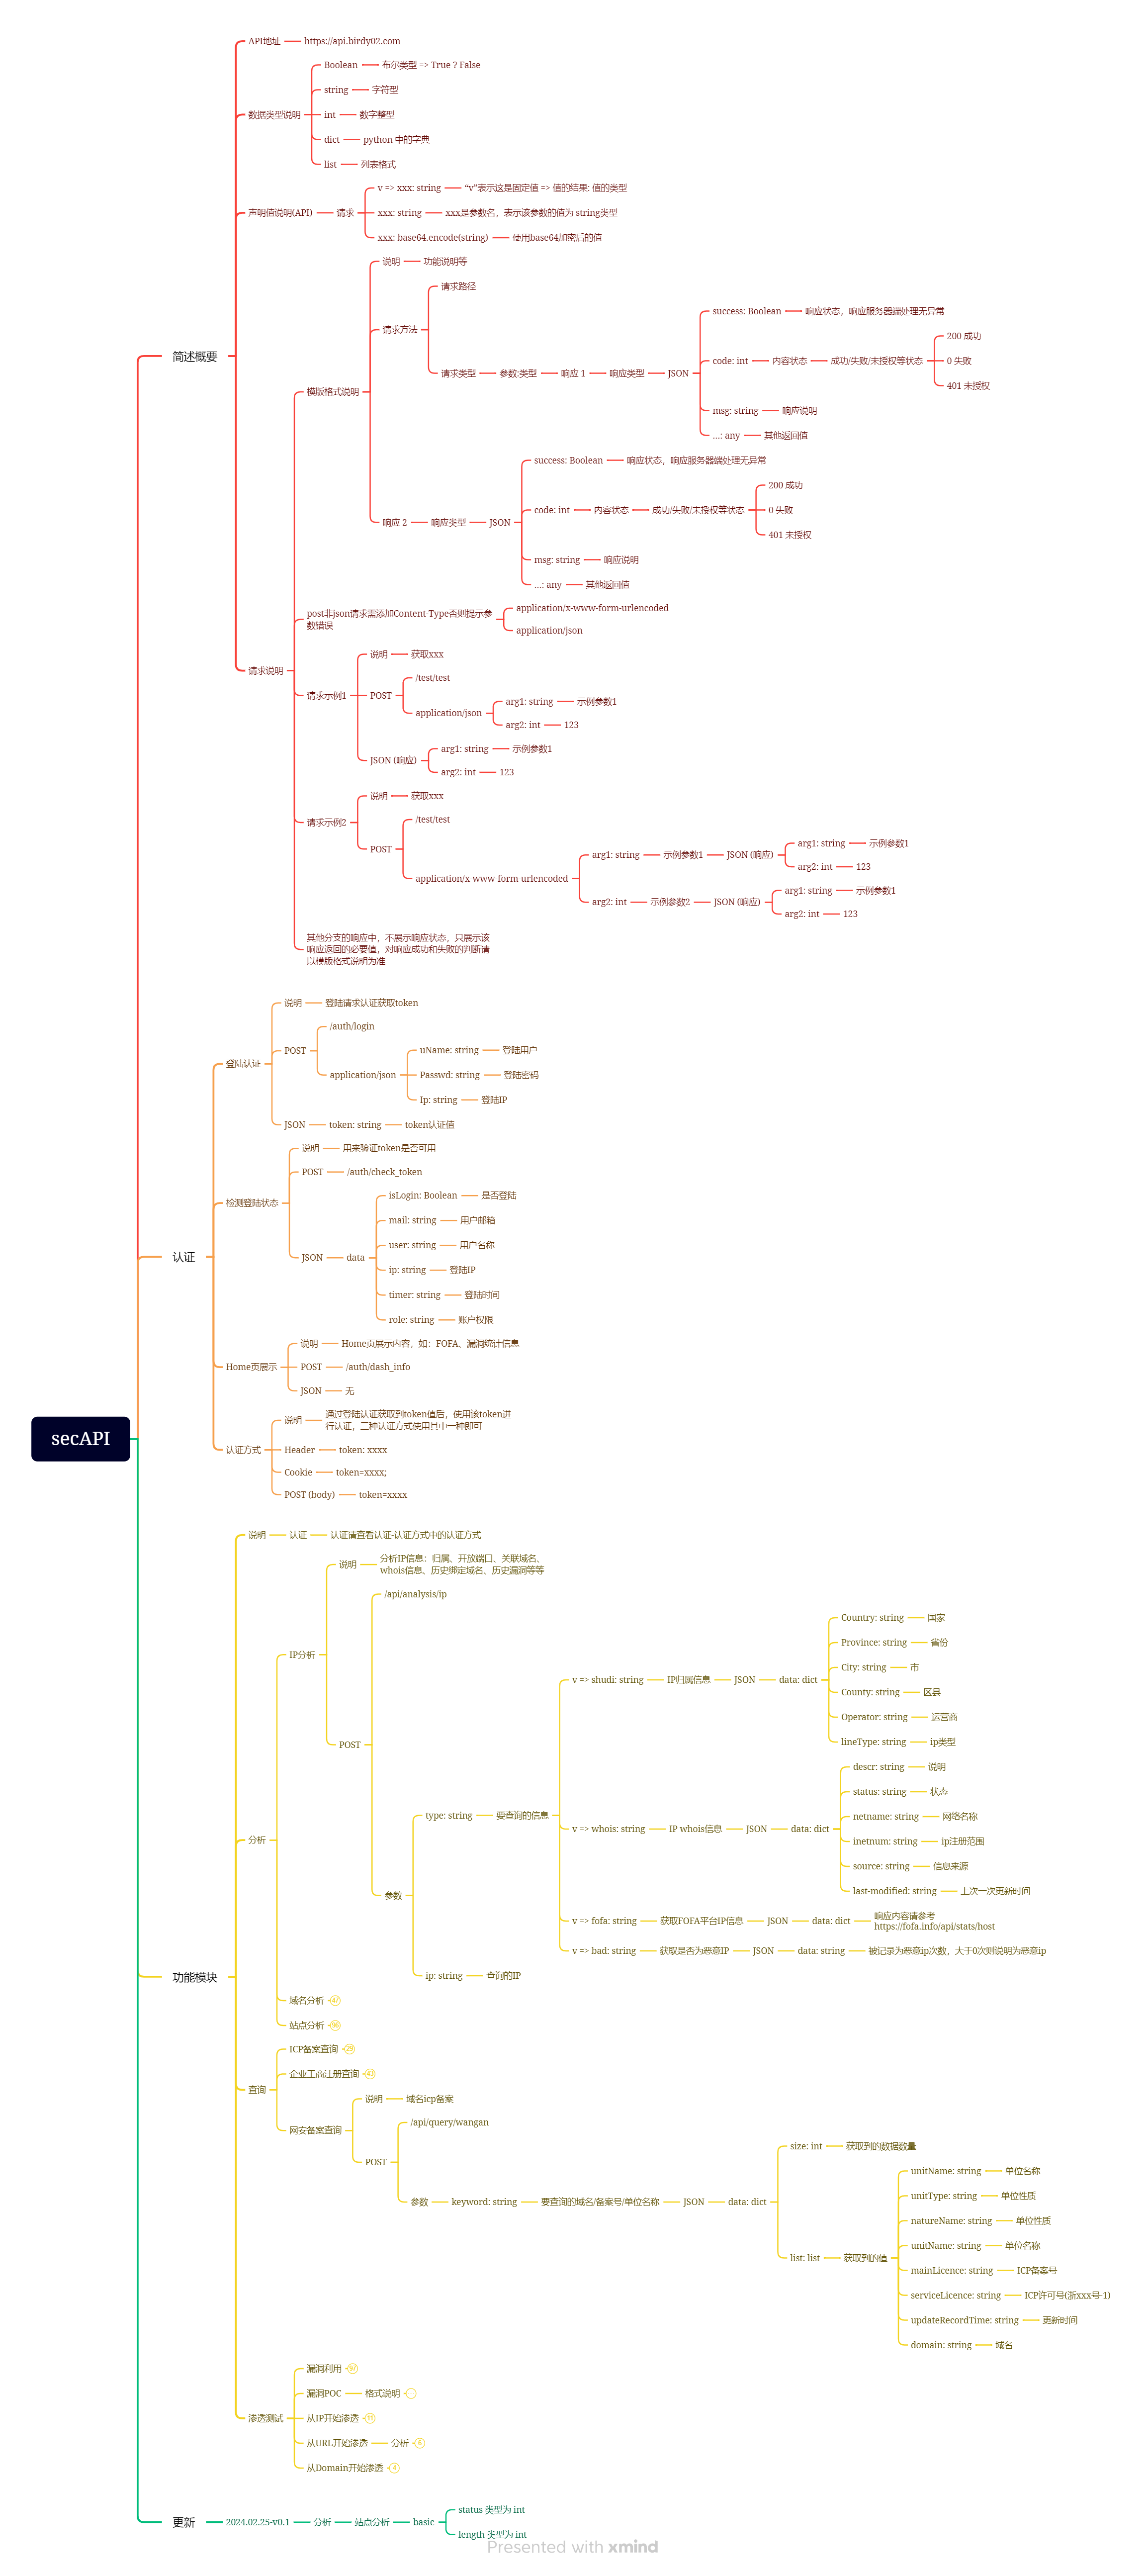 secAPI
简述概要
API地址
https://api.birdy02.com
数据类型说明
Boolean
布尔类型 => True ? False
string
字符型
int
数字整型
dict
python 中的字典
list
列表格式
声明值说明(API)
请求
v => xxx: string
“v”表示这是固定值 => 值的结果: 值的类型
xxx: string
xxx是参数名，表示该参数的值为 string类型
xxx: base64.encode(string)
使用base64加密后的值
请求说明
模版格式说明
说明
功能说明等
请求方法
请求路径
请求类型
参数:类型
响应 1
响应类型
JSON
success: Boolean
响应状态，响应服务器端处理无异常
code: int
内容状态
成功/失败/未授权等状态
200 成功
0 失败
401 未授权
msg: string
响应说明
...: any
其他返回值
响应 2
响应类型
JSON
success: Boolean
响应状态，响应服务器端处理无异常
code: int
内容状态
成功/失败/未授权等状态
200 成功
0 失败
401 未授权
msg: string
响应说明
...: any
其他返回值
post非json请求需添加Content-Type否则提示参
数错误
application/x-www-form-urlencoded
application/json
请求示例1
说明
获取xxx
POST
/test/test
application/json
arg1: string
示例参数1
arg2: int
123
JSON (响应)
arg1: string
示例参数1
arg2: int
123
请求示例2
说明
获取xxx
POST
/test/test
application/x-www-form-urlencoded
arg1: string
示例参数1
JSON (响应)
arg1: string
示例参数1
arg2: int
123
arg2: int
示例参数2
JSON (响应)
arg1: string
示例参数1
arg2: int
123
其他分支的响应中，不展示响应状态，只展示该
响应返回的必要值，对响应成功和失败的判断请
以模版格式说明为准
认证
登陆认证
说明
登陆请求认证获取token
POST
/auth/login
application/json
uName: string
登陆用户
Passwd: string
登陆密码
Ip: string
登陆IP
JSON
token: string
token认证值
检测登陆状态
说明
用来验证token是否可用
POST
/auth/check_token
JSON
data
isLogin: Boolean
是否登陆
mail: string
用户邮箱
user: string
用户名称
ip: string
登陆IP
timer: string
登陆时间
role: string
账户权限
Home页展示
说明
Home页展示内容，如：FOFA、漏洞统计信息
POST
/auth/dash_info
JSON
无
认证方式
说明
通过登陆认证获取到token值后，使用该token进
行认证，三种认证方式使用其中一种即可
Header
token: xxxx
Cookie
token=xxxx;
POST (body)
token=xxxx
功能模块
说明
认证
认证请查看认证-认证方式中的认证方式
分析
IP分析
说明
分析IP信息：归属、开放端口、关联域名、
whois信息、历史绑定域名、历史漏洞等等
POST
/api/analysis/ip
参数
type: string
要查询的信息
v => shudi: string
IP归属信息
JSON
data: dict
Country: string
国家
Province: string
省份
City: string
市
County: string
区县
Operator: string
运营商
lineType: string
ip类型
v => whois: string
IP whois信息
JSON
data: dict
descr: string
说明
status: string
状态
netname: string
网络名称
inetnum: string
ip注册范围
source: string
信息来源
last-modified: string
上次一次更新时间
v => fofa: string
获取FOFA平台IP信息
JSON
data: dict
响应内容请参考
https://fofa.info/api/stats/host
v => bad: string
获取是否为恶意IP
JSON
data: string
被记录为恶意ip次数，大于0次则说明为恶意ip
ip: string
查询的IP
域名分析
站点分析
查询
ICP备案查询
企业工商注册查询
网安备案查询
说明
域名icp备案
POST
/api/query/wangan
参数
keyword: string
要查询的域名/备案号/单位名称
JSON
data: dict
size: int
获取到的数据数量
list: list
获取到的值
unitName: string
单位名称
unitType: string
单位性质
natureName: string
单位性质
unitName: string
单位名称
mainLicence: string
ICP备案号
serviceLicence: string
ICP许可号(浙xxx号-1)
updateRecordTime: string
更新时间
domain: string
域名
渗透测试
漏洞利用
漏洞POC
格式说明
从IP开始渗透
从URL开始渗透
分析
从Domain开始渗透
更新
2024.02.25-v0.1
分析
站点分析
basic
status 类型为 int
length 类型为 int
Presented with xmind